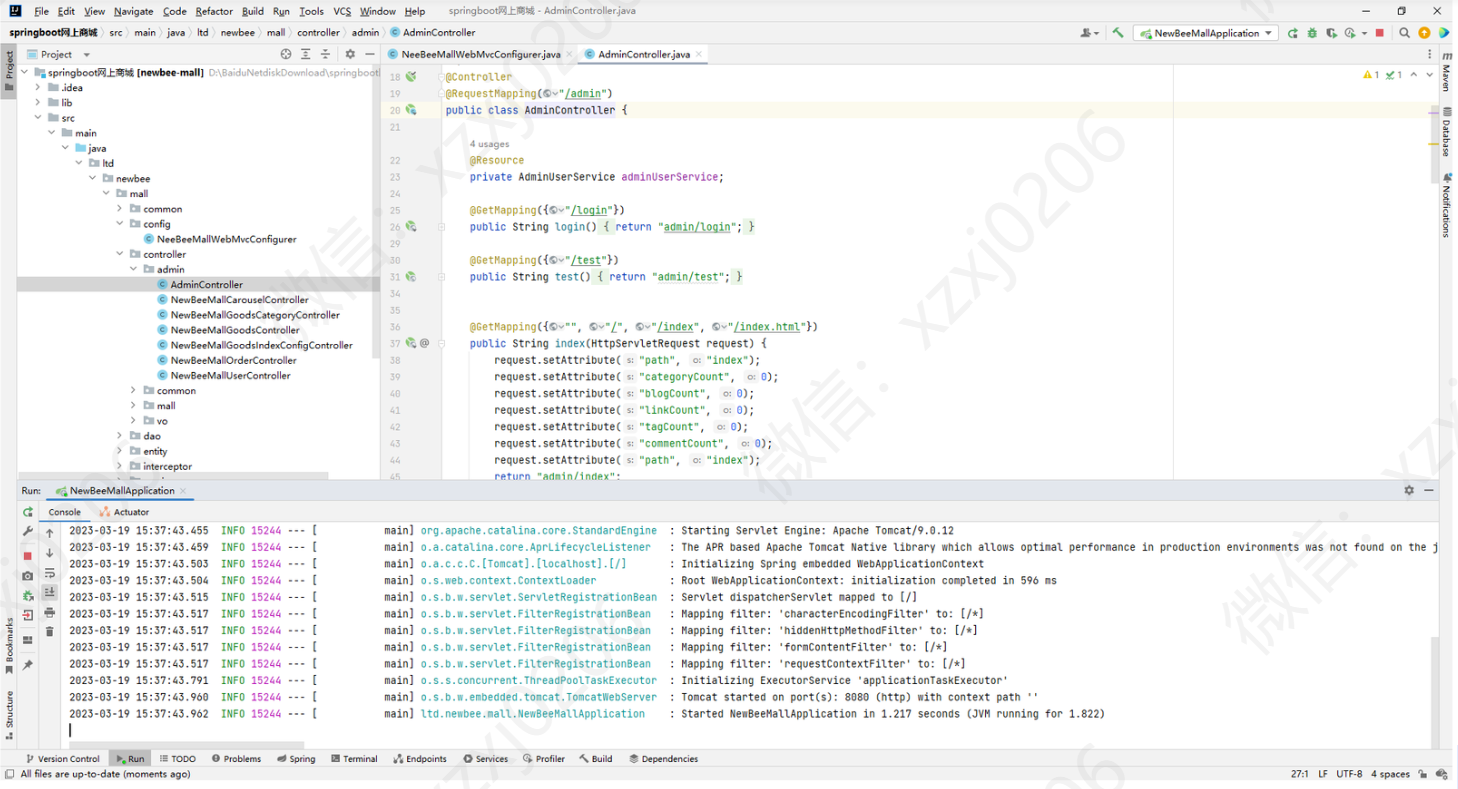 File Edit View Navigate Code Refactor Build Run Tools VCS Window Help springboot网上商城 - AdminController.java
springboot网上商城 src main java ltd newbee mall controller admin AdminController
NewBeeMallApplication
Project
NeeBeeMallWebMvcConfigurer.java
AdminController.java
springboot网上商城 [newbee-mall] D:\BaiduNetdiskDownload\springboot
.idea
lib
src
main
java
ltd
newbee
mall
common
config
NeeBeeMallWebMvcConfigurer
controller
admin
AdminController
NewBeeMallCarouselController
NewBeeMallGoodsCategoryController
NewBeeMallGoodsController
NewBeeMallGoodsIndexConfigController
NewBeeMallOrderController
NewBeeMallUserController
common
mall
vo
dao
entity
interceptor
18 @Controller
19 @RequestMapping("/admin")
20 public class AdminController {
21
4 usages
22 @Resource
23 private AdminUserService adminUserService;
24
25 @GetMapping({"/login"})
26 public String login() { return "admin/login"; }
29
30 @GetMapping({"/test"})
31 public String test() { return "admin/test"; }
34
35
36 @GetMapping({"", "/", "/index", "/index.html"})
37 @ public String index(HttpServletRequest request) {
38 request.setAttribute( s: "path", o: "index");
39 request.setAttribute( s: "categoryCount", o: 0);
40 request.setAttribute( s: "blogCount", o: 0);
41 request.setAttribute( s: "linkCount", o: 0);
42 request.setAttribute( s: "tagCount", o: 0);
43 request.setAttribute( s: "commentCount", o: 0);
44 request.setAttribute( s: "path", o: "index");
45 return "admin/index";
1 1
Project
Bookmarks
Structure
Maven
Database
Notifications
Run: NewBeeMallApplication
Console Actuator
2023-03-19 15:37:43.455 INFO 15244 --- [ main] org.apache.catalina.core.StandardEngine : Starting Servlet Engine: Apache Tomcat/9.0.12
2023-03-19 15:37:43.459 INFO 15244 --- [ main] o.a.catalina.core.AprLifecycleListener : The APR based Apache Tomcat Native library which allows optimal performance in production environments was not found on the j
2023-03-19 15:37:43.503 INFO 15244 --- [ main] o.a.c.c.C.[Tomcat].[localhost].[/] : Initializing Spring embedded WebApplicationContext
2023-03-19 15:37:43.504 INFO 15244 --- [ main] o.s.web.context.ContextLoader : Root WebApplicationContext: initialization completed in 596 ms
2023-03-19 15:37:43.515 INFO 15244 --- [ main] o.s.b.w.servlet.ServletRegistrationBean : Servlet dispatcherServlet mapped to [/]
2023-03-19 15:37:43.517 INFO 15244 --- [ main] o.s.b.w.servlet.FilterRegistrationBean : Mapping filter: 'characterEncodingFilter' to: [/*]
2023-03-19 15:37:43.517 INFO 15244 --- [ main] o.s.b.w.servlet.FilterRegistrationBean : Mapping filter: 'hiddenHttpMethodFilter' to: [/*]
2023-03-19 15:37:43.517 INFO 15244 --- [ main] o.s.b.w.servlet.FilterRegistrationBean : Mapping filter: 'formContentFilter' to: [/*]
2023-03-19 15:37:43.517 INFO 15244 --- [ main] o.s.b.w.servlet.FilterRegistrationBean : Mapping filter: 'requestContextFilter' to: [/*]
2023-03-19 15:37:43.791 INFO 15244 --- [ main] o.s.s.concurrent.ThreadPoolTaskExecutor : Initializing ExecutorService 'applicationTaskExecutor'
2023-03-19 15:37:43.960 INFO 15244 --- [ main] o.s.b.w.embedded.tomcat.TomcatWebServer : Tomcat started on port(s): 8080 (http) with context path ''
2023-03-19 15:37:43.962 INFO 15244 --- [ main] ltd.newbee.mall.NewBeeMallApplication : Started NewBeeMallApplication in 1.217 seconds (JVM running for 1.822)
Version Control Run TODO Problems Spring Terminal Endpoints Services Profiler Build Dependencies
All files are up-to-date (moments ago)
27:1 LF UTF-8 4 spaces
微信：xzxj0206
微信：xzxj0206